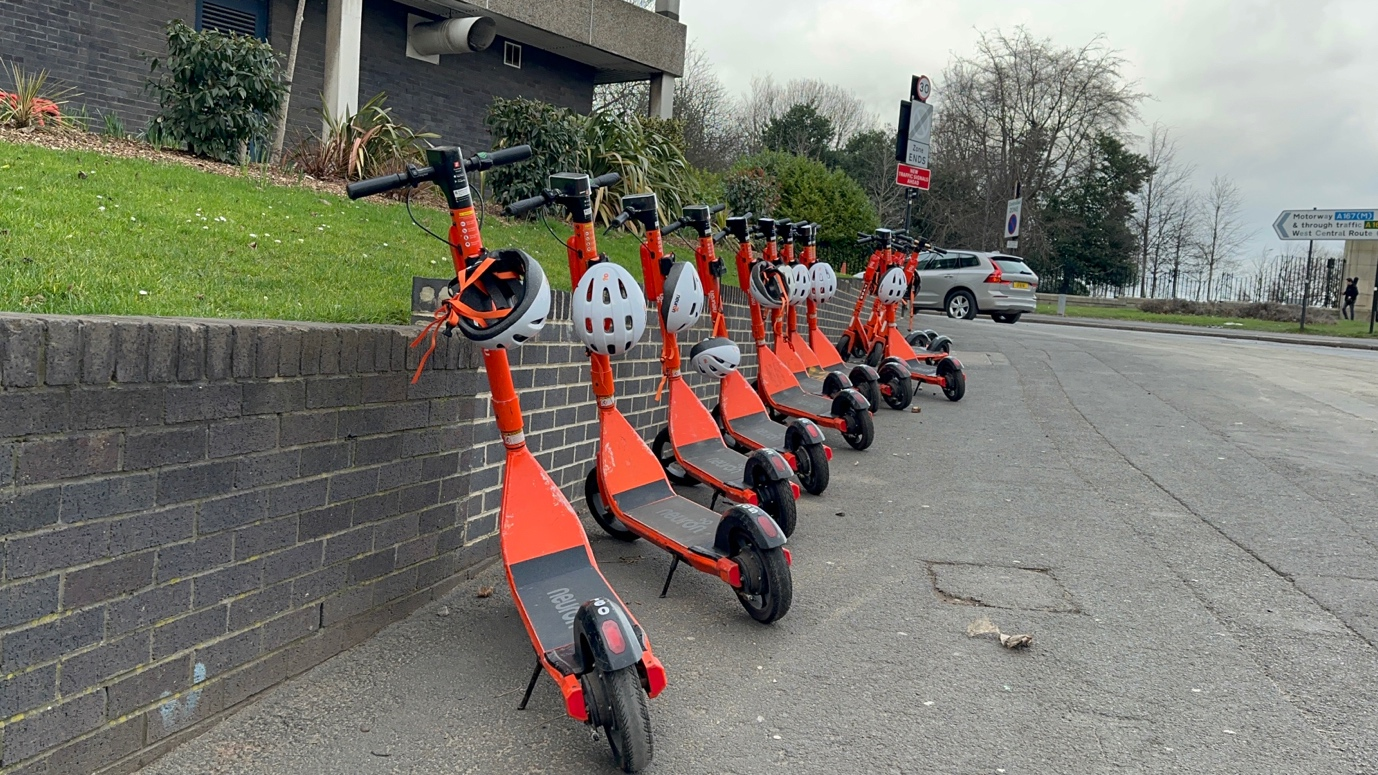 30
Zone
ENDS
NEW
TRAFFIC SIGNALS
AHEAD
Motorway A167(M)
& through traffic
West Central Route
neuron
neuron